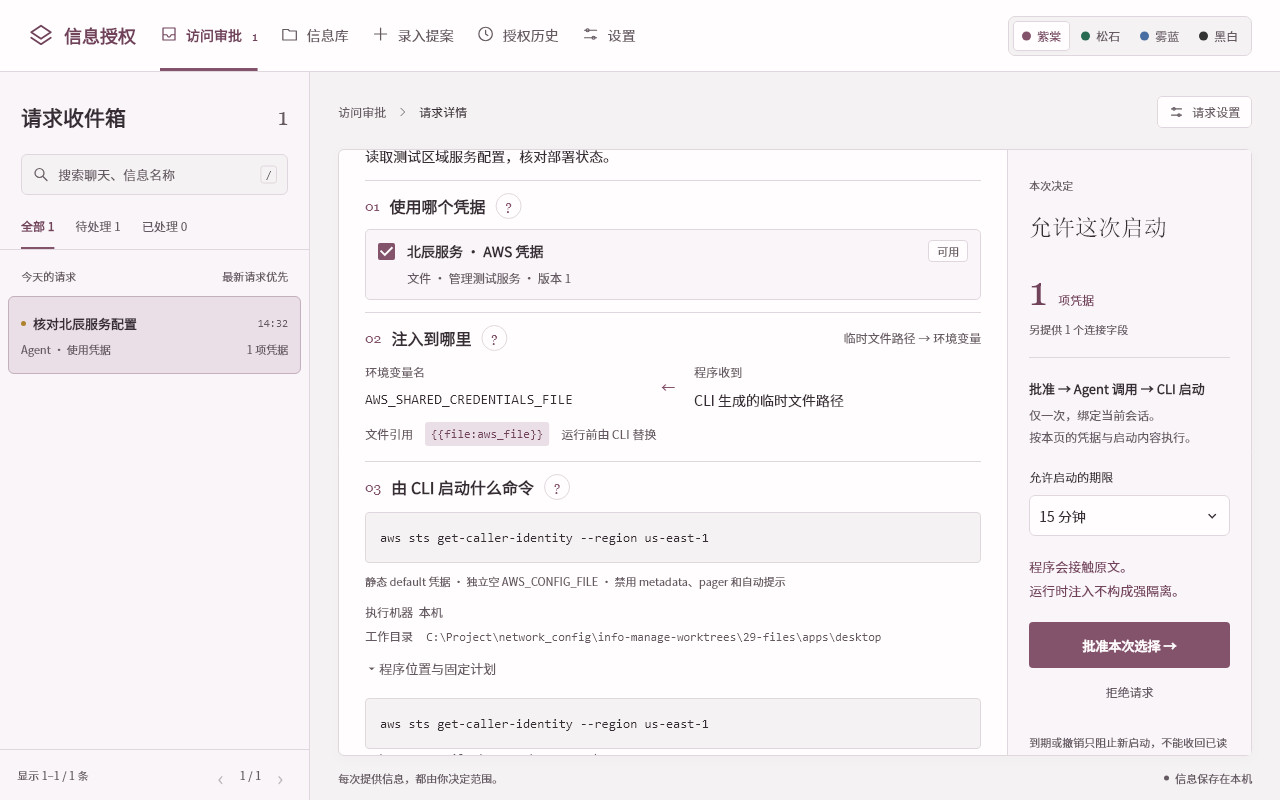 信息授权
访问审批 1
信息库
录入提案
授权历史
设置
紫棠
松石
雾蓝
黑白
请求收件箱 1
搜索聊天、信息名称 /
全部 1 待处理 1 已处理 0
今天的请求 最新请求优先
核对北辰服务配置 14:32
Agent · 使用凭据 1 项凭据
显示 1–1 / 1 条 ‹ 1 / 1 ›
访问审批 > 请求详情
请求设置
读取测试区域服务配置，核对部署状态。
01 使用哪个凭据 ?
北辰服务 · AWS 凭据 可用
文件 · 管理测试服务 · 版本 1
02 注入到哪里 ? 临时文件路径 → 环境变量
环境变量名 ← 程序收到
AWS_SHARED_CREDENTIALS_FILE CLI 生成的临时文件路径
文件引用 {{file:aws_file}} 运行前由 CLI 替换
03 由 CLI 启动什么命令 ?
aws sts get-caller-identity --region us-east-1
静态 default 凭据 · 独立空 AWS_CONFIG_FILE · 禁用 metadata、pager 和自动提示
执行机器 本机
工作目录 C:\Project\network_config\info-manage-worktrees\29-files\apps\desktop
程序位置与固定计划
aws sts get-caller-identity --region us-east-1
本次决定
允许这次启动
1 项凭据
另提供 1 个连接字段
批准 → Agent 调用 → CLI 启动
仅一次，绑定当前会话。
按本页的凭据与启动内容执行。
允许启动的期限
15 分钟
程序会接触原文。
运行时注入不构成强隔离。
批准本次选择 →
拒绝请求
到期或撤销只阻止新启动，不能收回已读
每次提供信息，都由你决定范围。
信息保存在本机